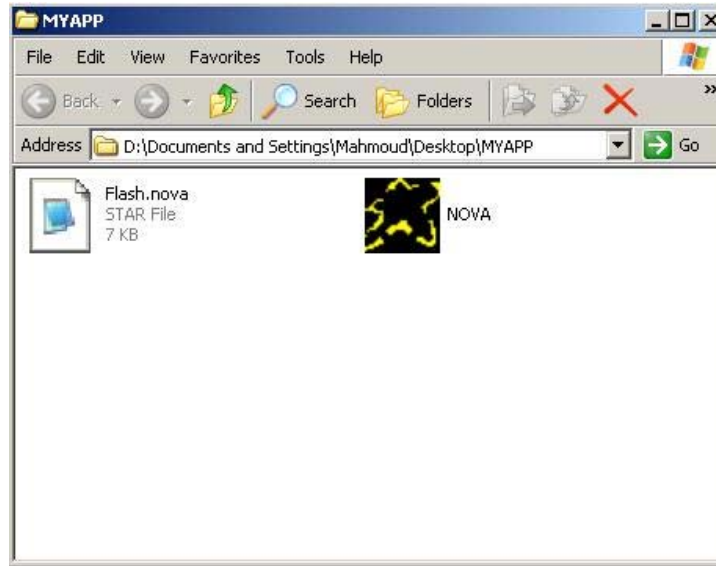 MYAPP
File Edit View Favorites Tools Help
Back Search Folders »
Address D:\Documents and Settings\Mahmoud\Desktop\MYAPP Go
Flash.nova
STAR File
7 KB
NOVA